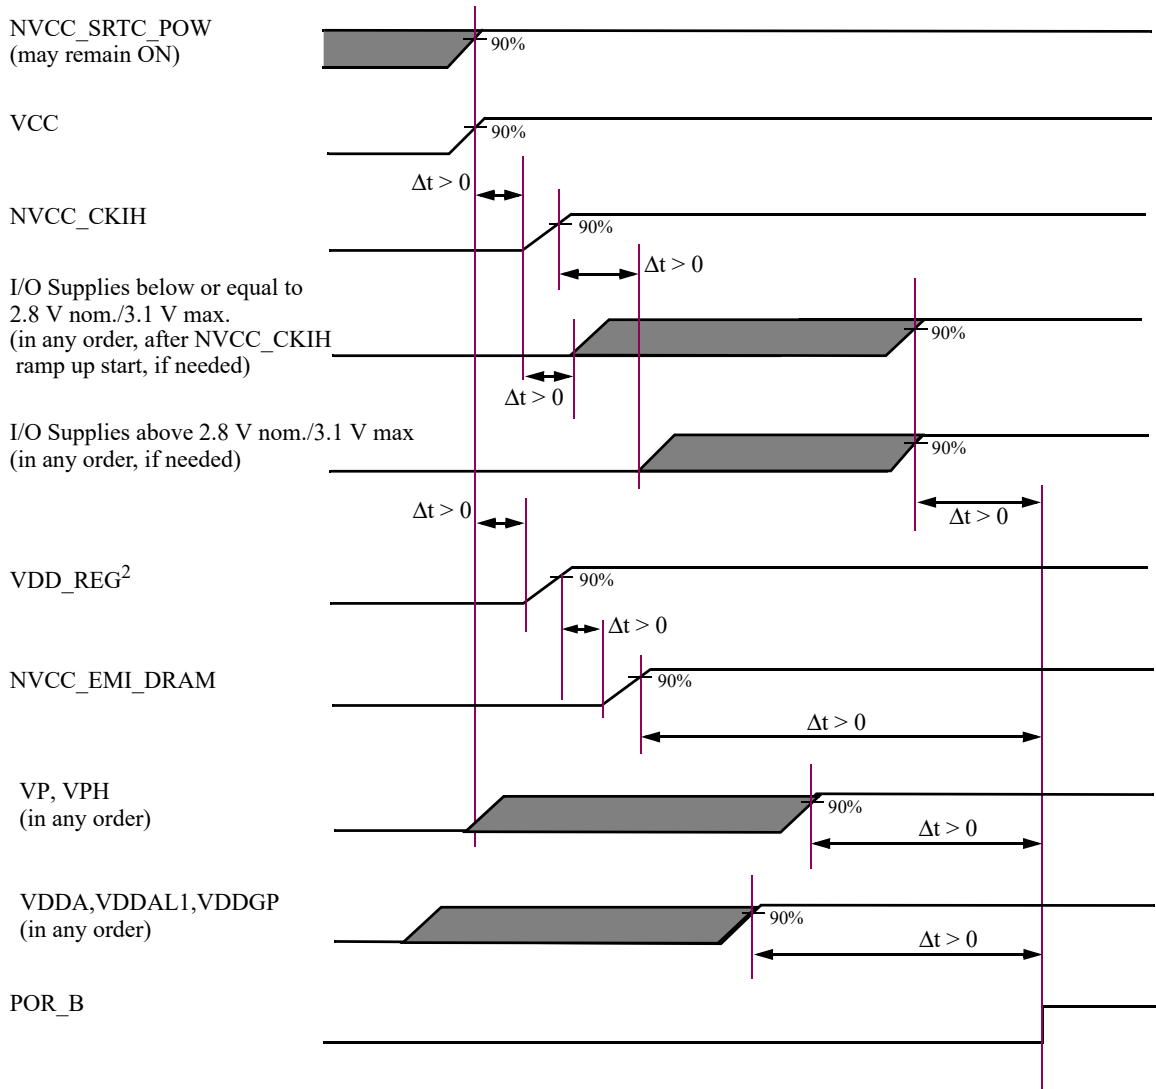 NVCC_SRTC_POW
(may remain ON)
90%
VCC
90%
Δt > 0
NVCC_CKIH
90%
Δt > 0
I/O Supplies below or equal to
2.8 V nom./3.1 V max.
(in any order, after NVCC_CKIH
ramp up start, if needed)
90%
Δt > 0
I/O Supplies above 2.8 V nom./3.1 V max
(in any order, if needed)
90%
Δt > 0
Δt > 0
VDD_REG²
90%
Δt > 0
NVCC_EMI_DRAM
90%
Δt > 0
VP, VPH
(in any order)
90%
Δt > 0
VDDA,VDDAL1,VDDGP
(in any order)
90%
Δt > 0
POR_B